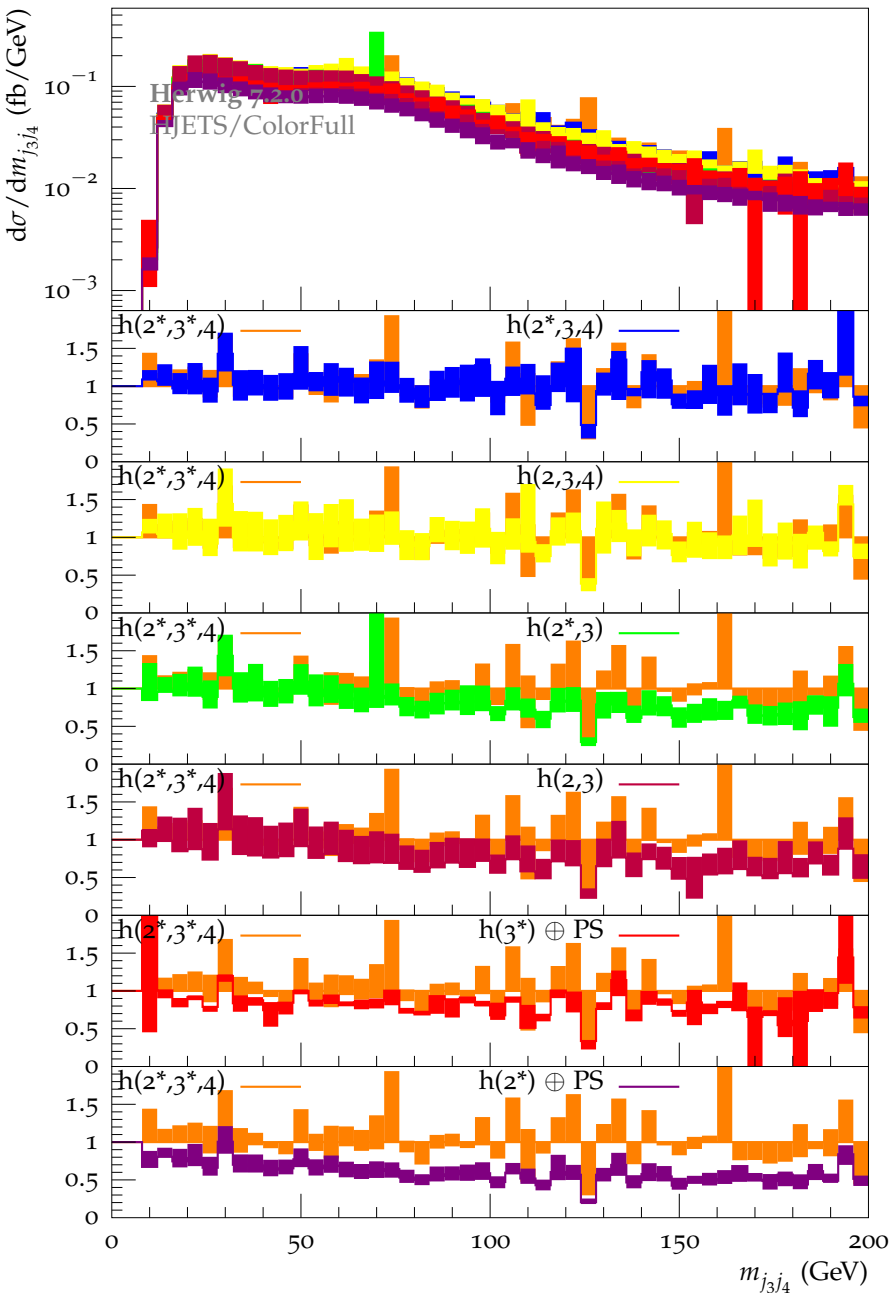 dσ/dm_{j₃j₄} (fb/GeV)
10⁻¹
10⁻²
10⁻³
Herwig 7.2.0
HJETS/ColorFull
h(2*,3*,4) h(2*,3,4)
1.5
1
0.5
0
h(2*,3*,4) h(2,3,4)
1.5
1
0.5
0
h(2*,3*,4) h(2*,3)
1.5
1
0.5
0
h(2*,3*,4) h(2,3)
1.5
1
0.5
0
h(2*,3*,4) h(3*) ⊕ PS
1.5
1
0.5
0
h(2*,3*,4) h(2*) ⊕ PS
1.5
1
0.5
0
0 50 100 150 200
m_{j₃j₄} (GeV)